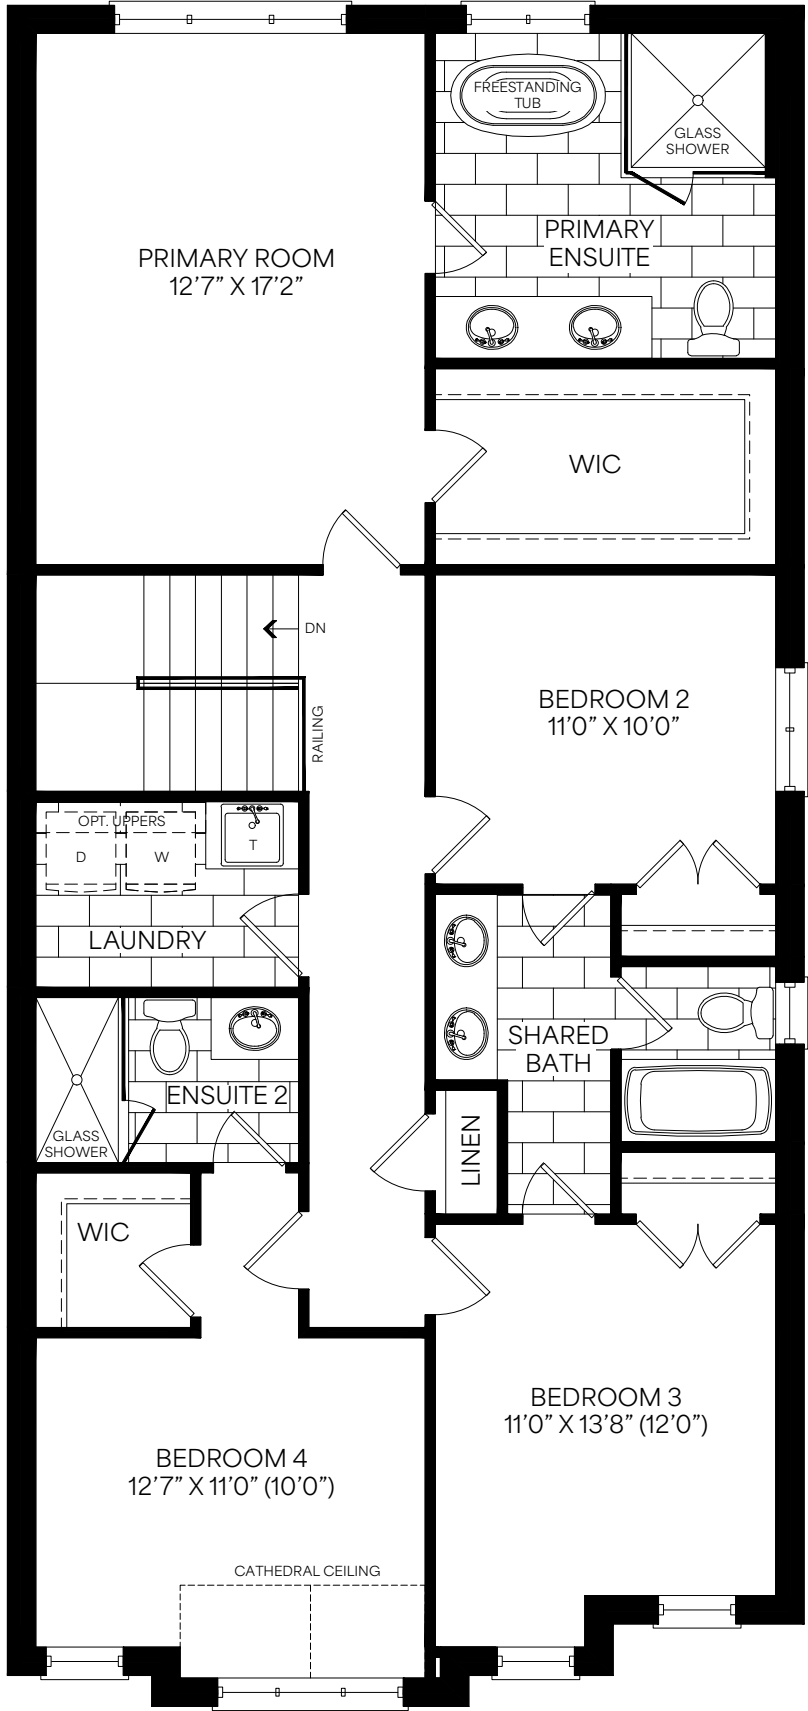 FREESTANDING
TUB
GLASS
SHOWER
PRIMARY ROOM
12’7” X 17’2”
PRIMARY
ENSUITE
WIC
DN
RAILING
BEDROOM 2
11’0” X 10’0”
OPT. UPPERS
D
W
T
LAUNDRY
SHARED
BATH
ENSUITE 2
GLASS
SHOWER
LINEN
WIC
BEDROOM 3
11’0” X 13’8” (12’0”)
BEDROOM 4
12’7” X 11’0” (10’0”)
CATHEDRAL CEILING